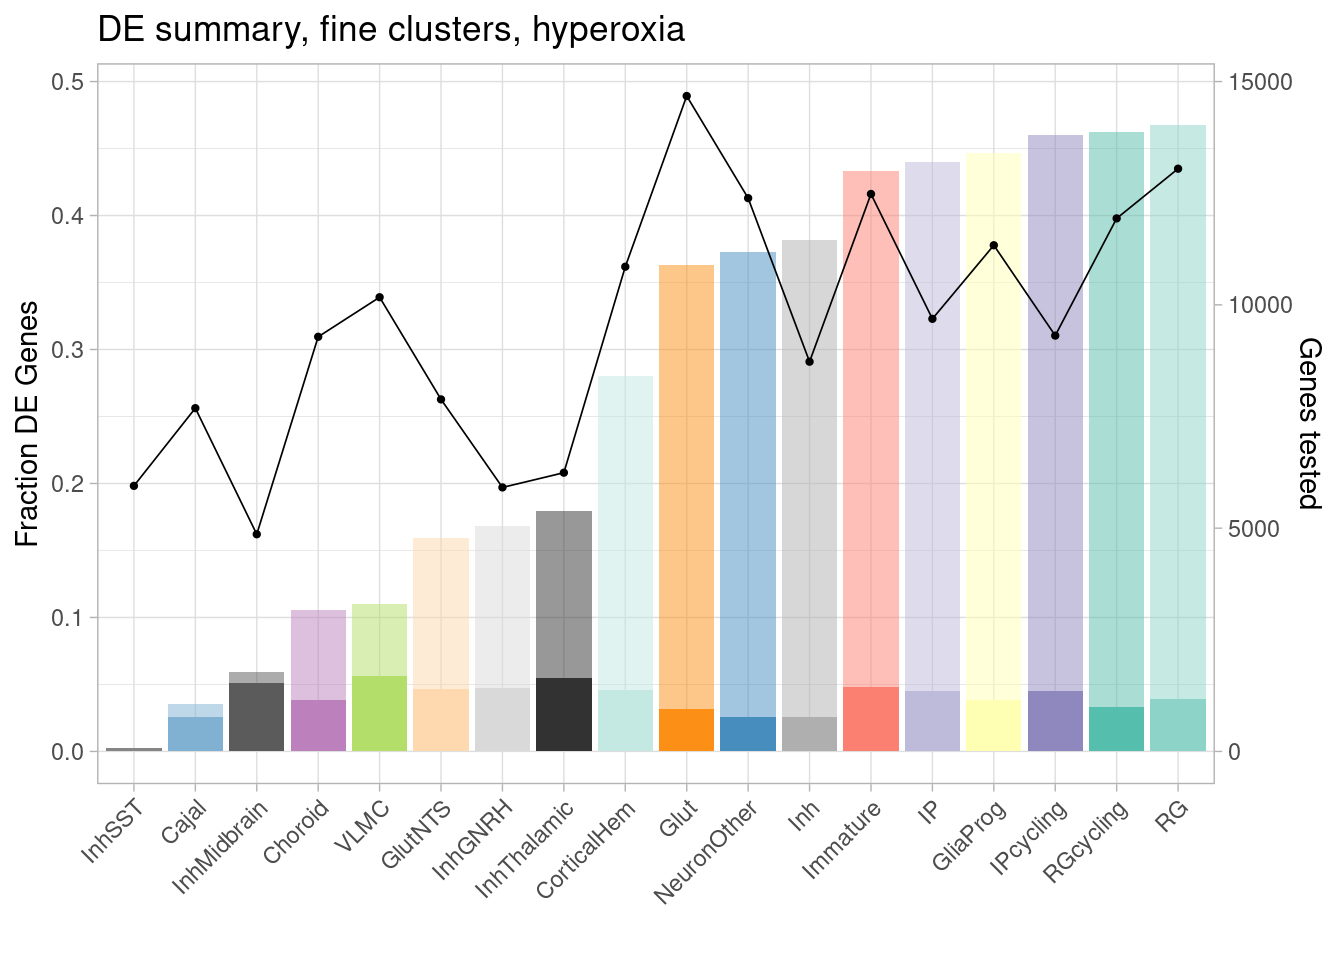 DE summary, fine clusters, hyperoxia
Fraction DE Genes
0.5
0.4
0.3
0.2
0.1
0.0
15000
10000
5000
0
Genes tested
InhSST
Cajal
InhMidbrain
Choroid
VLMC
GlutNTS
InhGNRH
InhThalamic
CorticalHem
Glut
NeuronOther
Inh
Immature
IP
GliaProg
IPcycling
RGcycling
RG